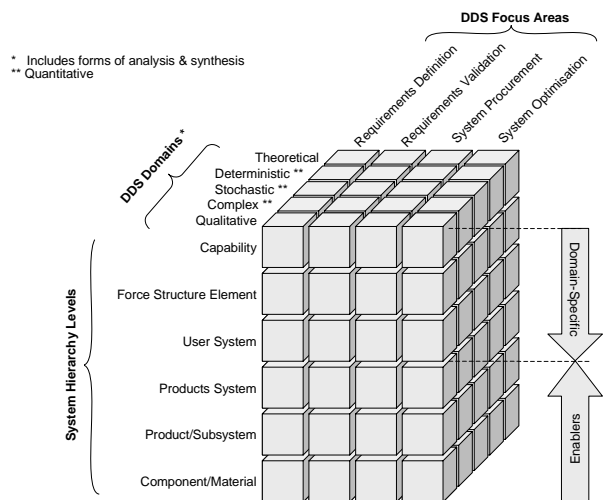 DDS Focus Areas
* Includes forms of analysis & synthesis
** Quantitative
Requirements Definition
Requirements Validation
System Procurement
System Optimisation
DDS Domains *
Theoretical
Deterministic **
Stochastic **
Complex **
Qualitative
System Hierarchy Levels
Capability
Force Structure Element
User System
Products System
Product/Subsystem
Component/Material
Domain-Specific
Enablers